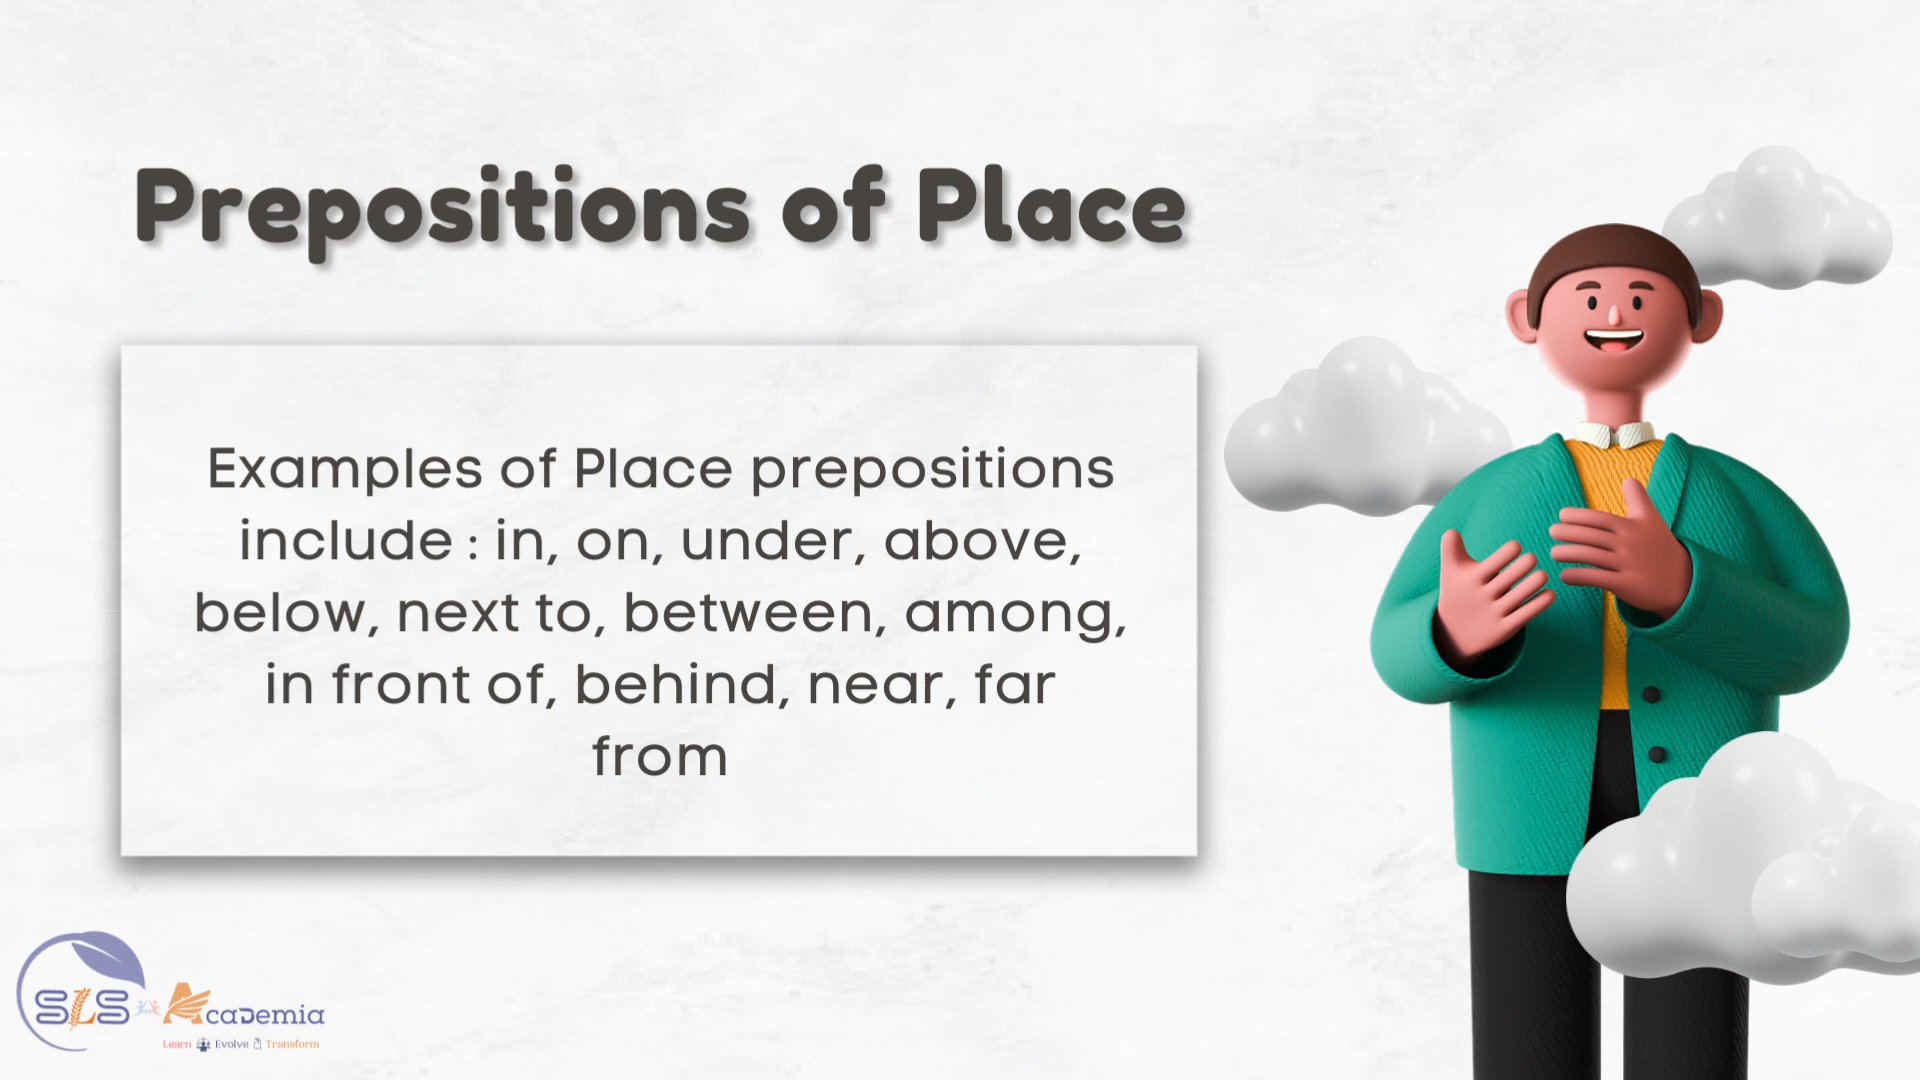 Prepositions of Place
Examples of Place prepositions
include : in, on, under, above,
below, next to, between, among,
in front of, behind, near, far
from
SLS AcaDemia
Learn Evolve Transform